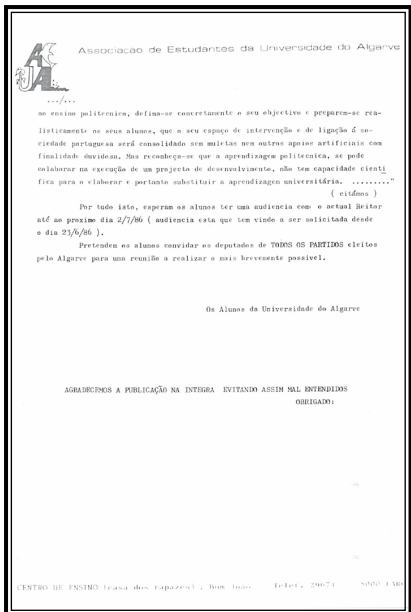 Associação de Estudantes da Universidade do Algarve
AEUAL
.../...
ao ensino politecnico, defina-se concretamente o seu objectivo e preparem-se rea-
listicamente os seus alunos, que o seu espaço de intervenção e de ligação á so-
ciedade portuguesa será consolidado sem muletas nem outros apoios artificiais com
finalidade duvidosa. Mas reconheça-se que a aprendizagem politecnica, se pode
colaborar na execução de um projecto de desenvolvimento, não tem capacidade cienti
fica para o elaborar e portanto substituir a aprendizagem universitária. ........."
( citámos )
Por tudo isto, esperam os alunos ter uma audiencia com o actual Reitor
até ao proximo dia 2/7/86 ( audiencia esta que tem vindo a ser solicitada desde
o dia 23/6/86 ).
Pretendem os alunos convidar os deputados de TODOS OS PARTIDOS eleitos
pelo Algarve para uma reunião a realizar o mais brevemente possivel.
Os Alunos da Universidade do Algarve
AGRADECEMOS A PUBLICAÇÃO NA INTEGRA EVITANDO ASSIM MAL ENTENDIDOS
OBRIGADO:
CENTRO DE ENSINO (casa dos rapazes), Bom João Telef. 29671 8000 FARO